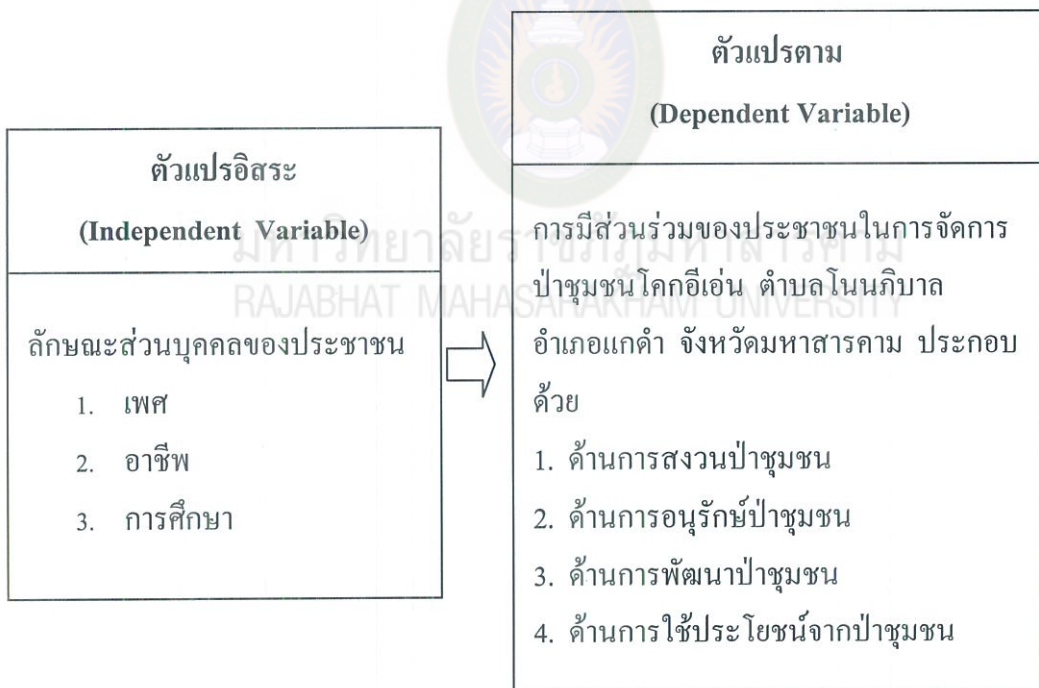 ตัวแปรอิสระ
(Independent Variable)
ลักษณะส่วนบุคคลของประชาชน
1. เพศ
2. อาชีพ
3. การศึกษา
ตัวแปรตาม
(Dependent Variable)
การมีส่วนร่วมของประชาชนในการจัดการ
ป่าชุมชนโคกอีเอ่น ตำบลโนนภิบาล
อำเภอแกดำ จังหวัดมหาสารคาม ประกอบ
ด้วย
1. ด้านการสงวนป่าชุมชน
2. ด้านการอนุรักษ์ป่าชุมชน
3. ด้านการพัฒนาป่าชุมชน
4. ด้านการใช้ประโยชน์จากป่าชุมชน
มหาวิทยาลัยราชภัฏมหาสารคาม
RAJABHAT MAHASARAKHAM UNIVERSITY